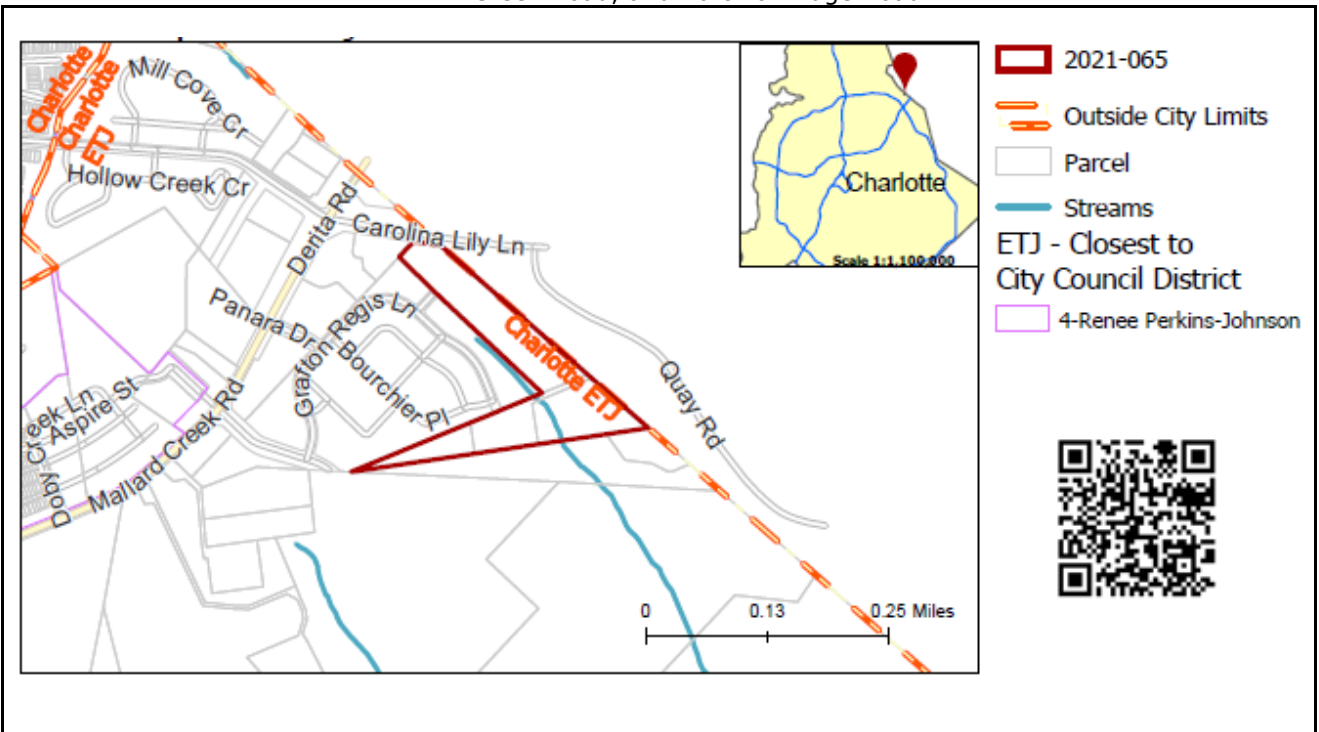 Charlotte
Charlotte
ETJ
Mill Cove Cr
Hollow Creek Cr
Derita Rd
Carolina Lily Ln
Panara Dr
Grafton Regis Ln
Bourchier Pl
Charlotte ETJ
Quay Rd
Aspire St
Doby Creek Ln
Mallard Creek Rd
0 0.13 0.25 Miles
Charlotte
Scale 1:1,100,000
2021-065
Outside City Limits
Parcel
Streams
ETJ - Closest to
City Council District
4-Renee Perkins-Johnson